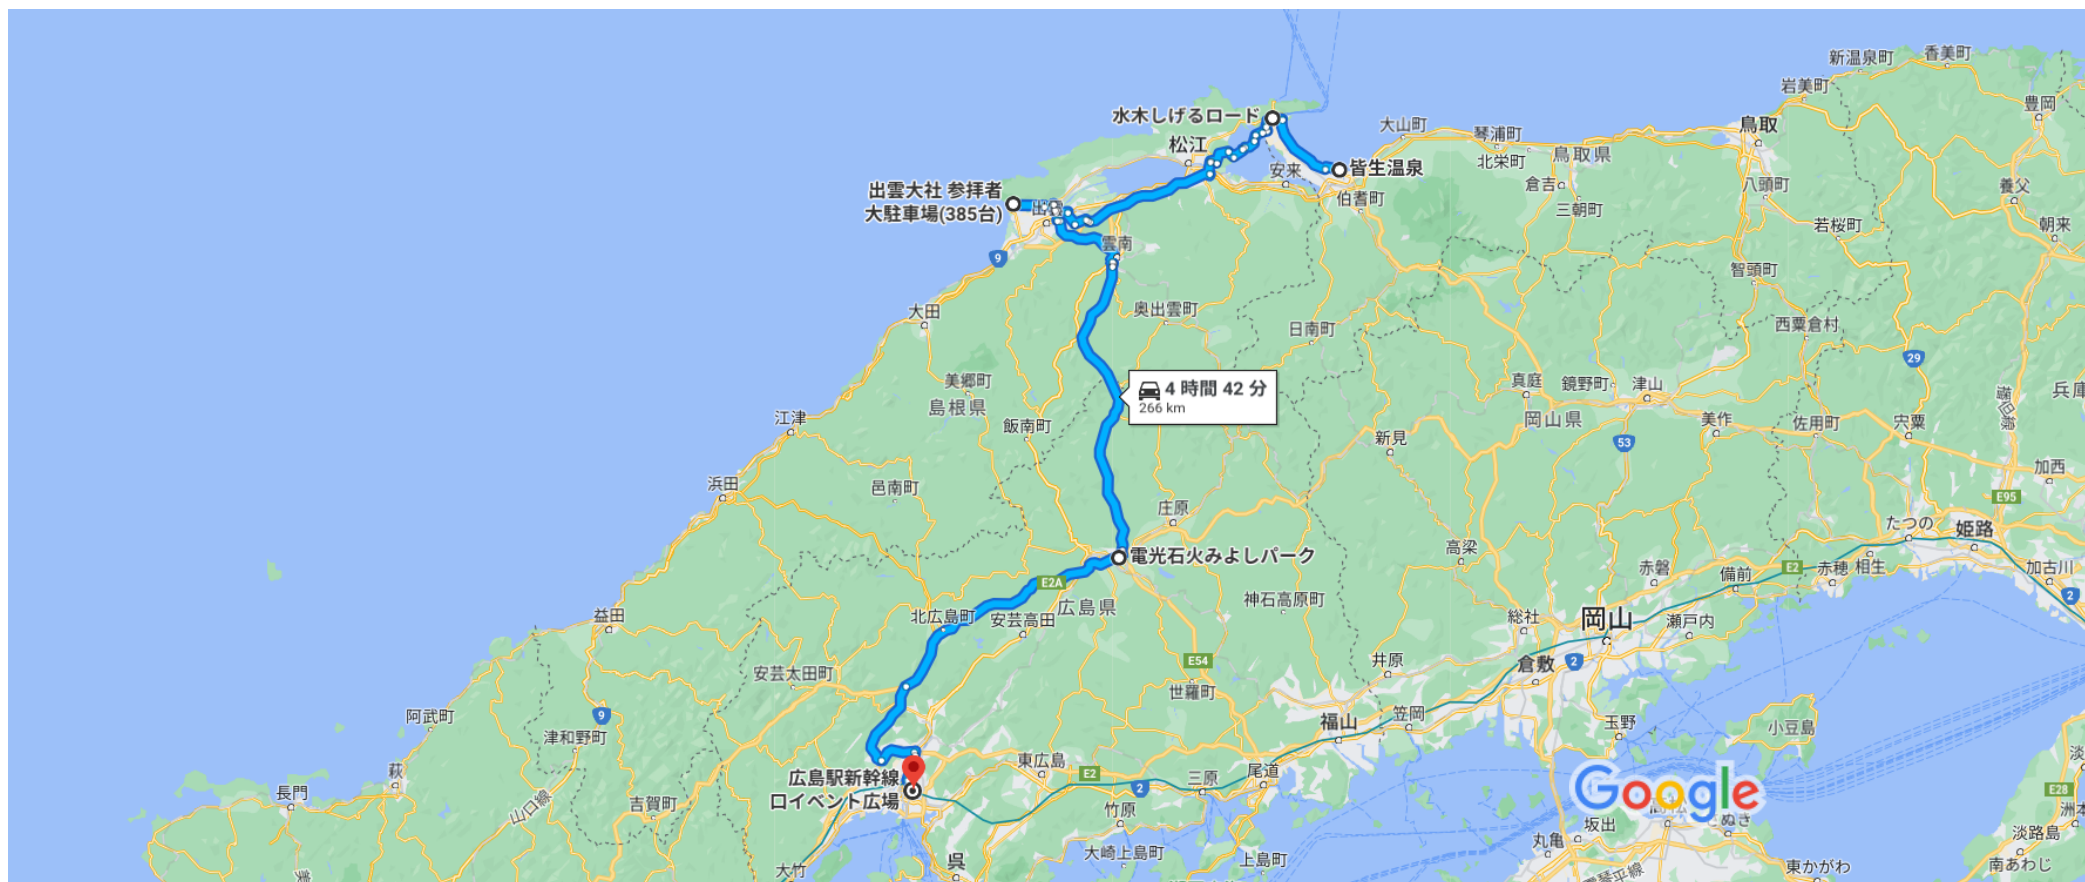 新温泉町
香美町
岩美町
豊岡
水木しげるロード
大山町
琴浦町
鳥取
松江
北栄町
鳥取県
安来
皆生温泉
倉吉
八頭町
養父
出雲大社 参拝者
大駐車場(385台)
伯耆町
三朝町
若桜町
朝来
雲南
9
智頭町
大田
奥出雲町
日南町
西粟倉村
29
4 時間 42 分
266 km
美郷町
島根県
真庭
鏡野町
津山
播但線
兵庫
江津
飯南町
岡山県
美作
佐用町
宍粟
新見
53
加西
浜田
邑南町
E95
庄原
たつの
姫路
電光石火みよしパーク
高梁
赤磐
備前
E2
赤穂
相生
加古川
E2A
2
広島県
神石高原町
益田
北広島町
安芸高田
総社
岡山
瀬戸内
E54
井原
倉敷
2
安芸太田町
世羅町
9
阿武町
福山
笠岡
玉野
小豆島
津和野町
東広島
広島駅新幹線
口イベント広場
E2
2
三原
尾道
萩
長門
山口線
吉賀町
竹原
Google
E28
坂出
さぬき
淡路島
呉
大崎上島町
上島町
丸亀
大竹
東かがわ
南あわじ